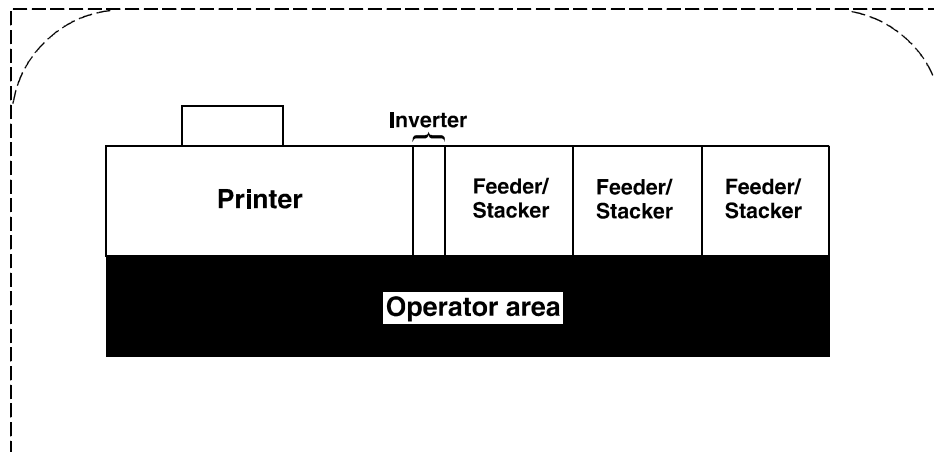 Inverter
Printer
Feeder/
Stacker
Feeder/
Stacker
Feeder/
Stacker
Operator area